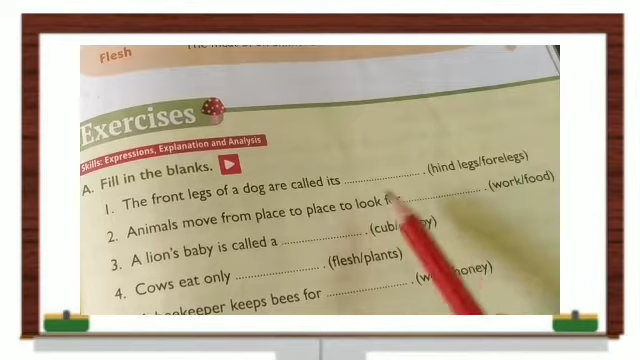 Flesh
Exercises
Skills: Expressions, Explanation and Analysis
A. Fill in the blanks.
1. The front legs of a dog are called its .................... . (hind legs/forelegs)
2. Animals move from place to place to look .................... . (work/food)
3. A lion's baby is called a .................... . (cub/
4. Cows eat only .................... . (flesh/plants)
beekeeper keeps bees for .................... .